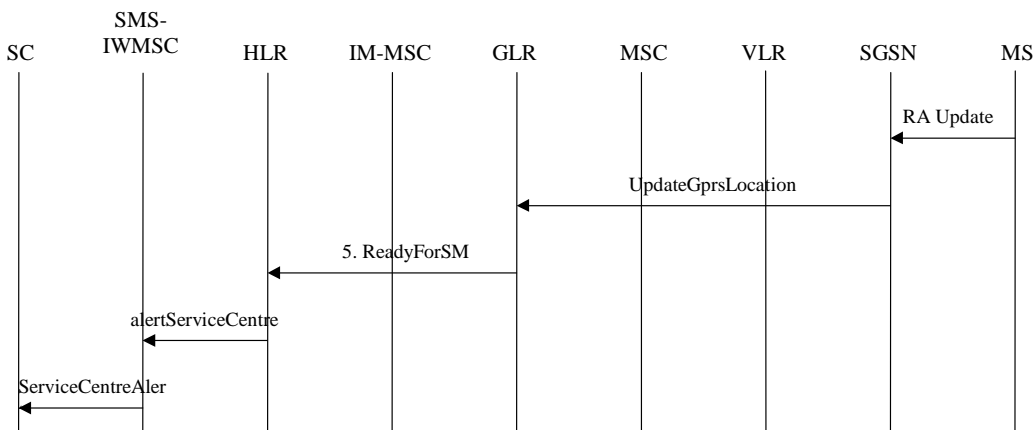 SMS-
IWMSC
SC HLR IM-MSC GLR MSC VLR SGSN MS
RA Update
UpdateGprsLocation
5. ReadyForSM
alertServiceCentre
ServiceCentreAler